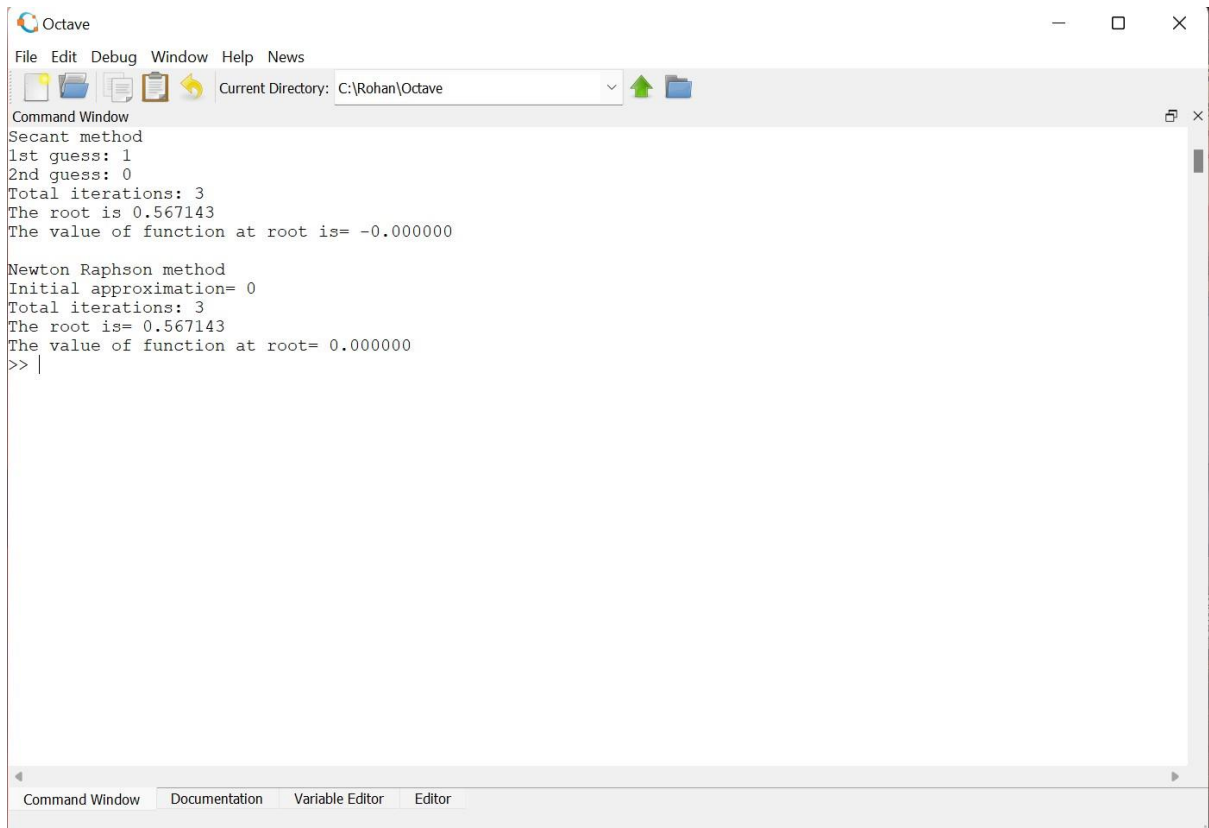 Octave
File Edit Debug Window Help News
Current Directory: C:\Rohan\Octave
Command Window
Secant method
1st guess: 1
2nd guess: 0
Total iterations: 3
The root is 0.567143
The value of function at root is= -0.000000
Newton Raphson method
Initial approximation= 0
Total iterations: 3
The root is= 0.567143
The value of function at root= 0.000000
>>
Command Window Documentation Variable Editor Editor